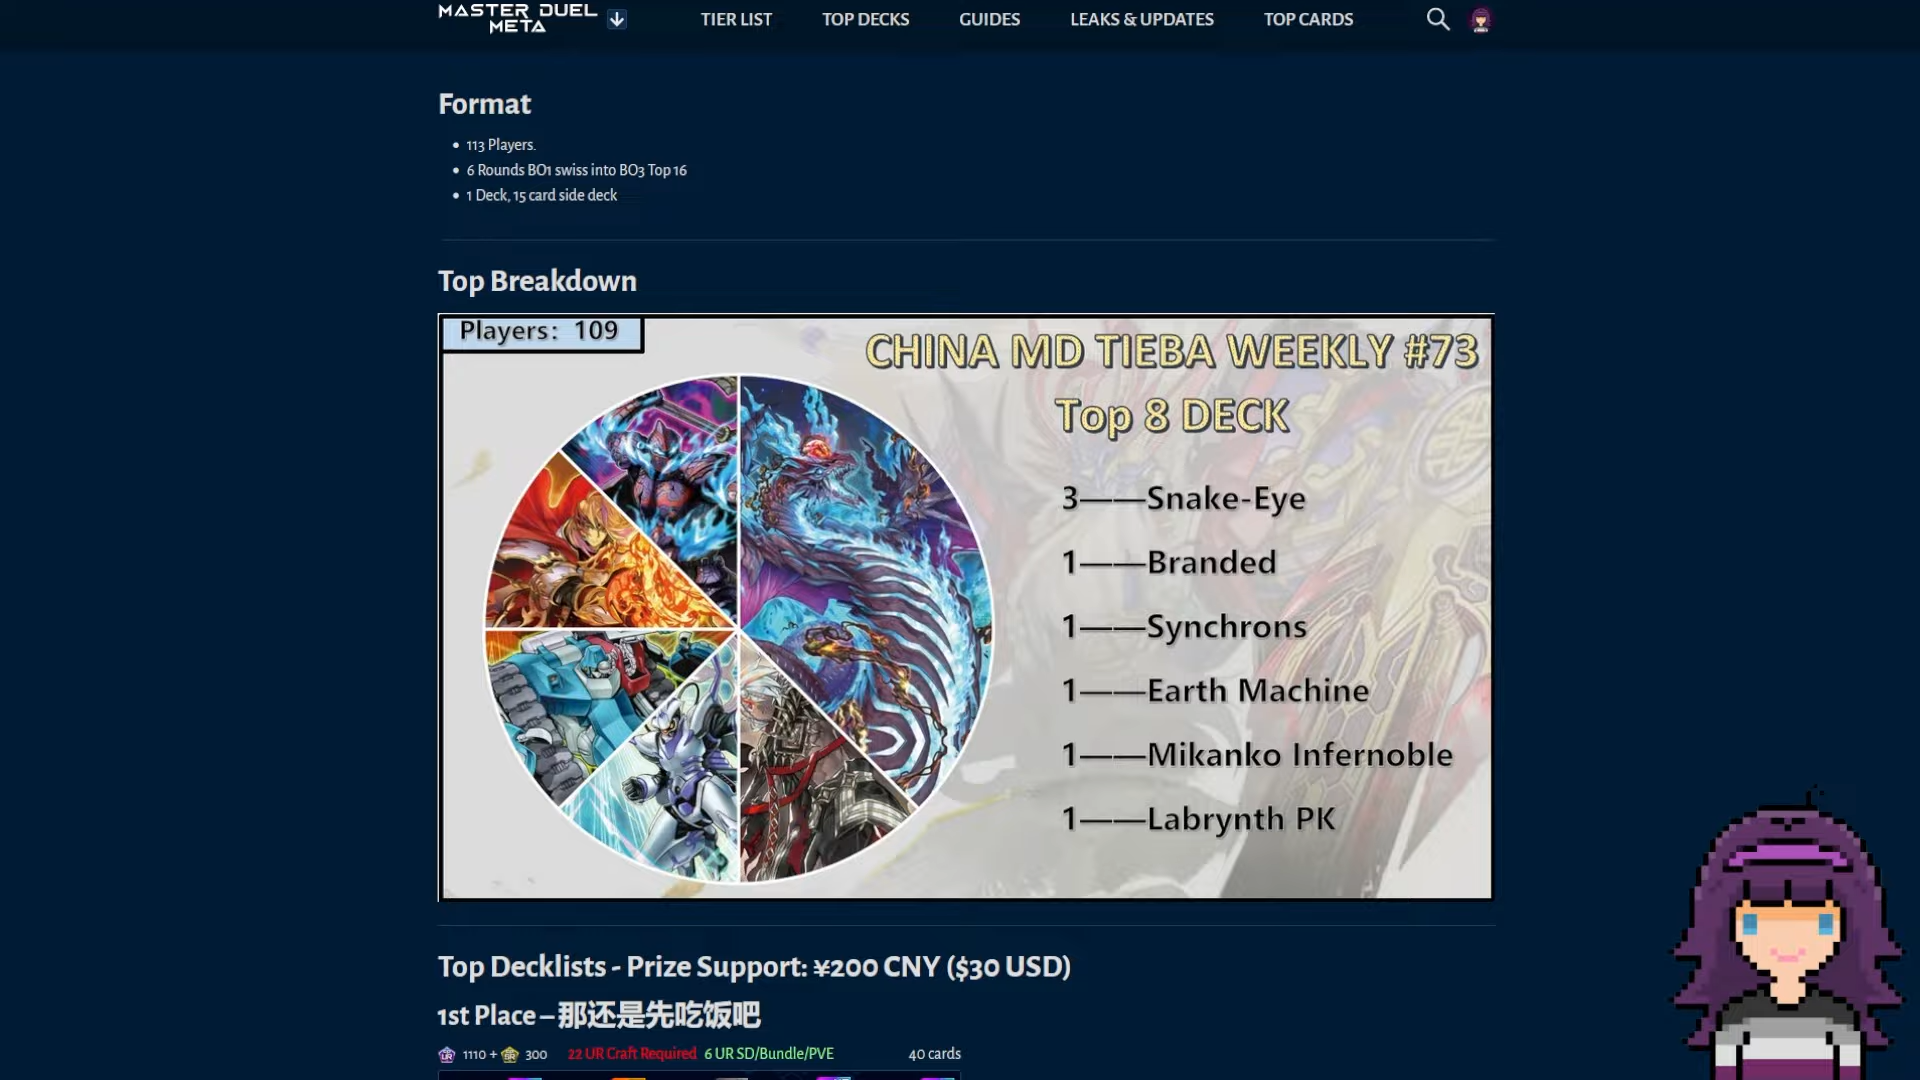 MASTER DUEL
META
TIER LIST
TOP DECKS
GUIDES
LEAKS & UPDATES
TOP CARDS
Format
113 Players.
6 Rounds BO1 swiss into BO3 Top 16
1 Deck, 15 card side deck
Top Breakdown
Players: 109
CHINA MD TIEBA WEEKLY #73
Top 8 DECK
3——Snake-Eye
1——Branded
1——Synchrons
1——Earth Machine
1——Mikanko Infernoble
1——Labrynth PK
Top Decklists - Prize Support: ¥200 CNY ($30 USD)
1st Place – 那还是先吃饭吧
UR 1110 + SR 300 22 UR Craft Required 6 UR SD/Bundle/PVE 40 cards